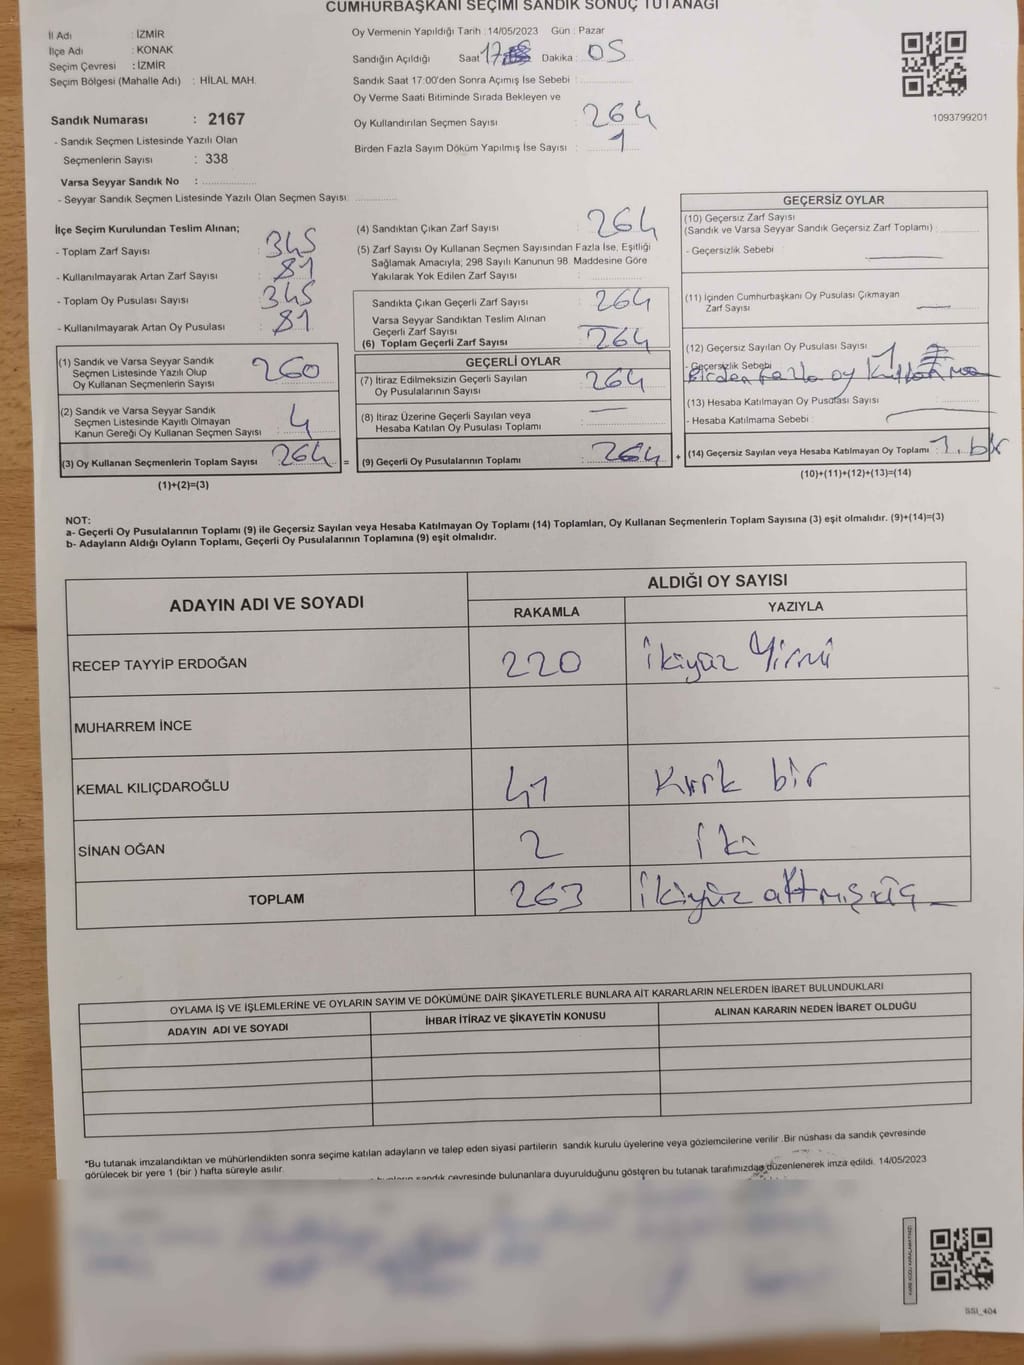 CUMHURBAŞKANI SEÇİMİ SANDIK SONUÇ TUTANAĞI
İl Adı : İZMİR
İlçe Adı : KONAK
Seçim Çevresi : İZMİR
Seçim Bölgesi (Mahalle Adı) : HİLAL MAH.
Oy Vermenin Yapıldığı Tarih : 14/05/2023 Gün : Pazar
Sandığın Açıldığı Saat 17 Dakika : 05
Sandık Saat 17:00'den Sonra Açımış İse Sebebi :
Oy Verme Saati Bitiminde Sırada Bekleyen ve
Oy Kullandırılan Seçmen Sayısı : 264
Birden Fazla Sayım Döküm Yapılmış İse Sayısı : 1
1093799201
Sandık Numarası : 2167
- Sandık Seçmen Listesinde Yazılı Olan
Seçmenlerin Sayısı : 338
Varsa Seyyar Sandık No :
- Seyyar Sandık Seçmen Listesinde Yazılı Olan Seçmen Sayısı:
İlçe Seçim Kurulundan Teslim Alınan;
- Toplam Zarf Sayısı : 345
- Kullanılmayarak Artan Zarf Sayısı : 81
- Toplam Oy Pusulası Sayısı : 345
- Kullanılmayarak Artan Oy Pusulası : 81
(1) Sandık ve Varsa Seyyar Sandık
Seçmen Listesinde Yazılı Olup
Oy Kullanan Seçmenlerin Sayısı : 260
(2) Sandık ve Varsa Seyyar Sandık
Seçmen Listesinde Kayıtlı Olmayan
Kanun Gereği Oy Kullanan Seçmen Sayısı : 4
(3) Oy Kullanan Seçmenlerin Toplam Sayısı : 264 =
(1)+(2)=(3)
(4) Sandıktan Çıkan Zarf Sayısı : 264
(5) Zarf Sayısı Oy Kullanan Seçmen Sayısından Fazla İse, Eşitliği
Sağlamak Amacıyla; 298 Sayılı Kanunun 98. Maddesine Göre
Yakılarak Yok Edilen Zarf Sayısı :
Sandıkta Çıkan Geçerli Zarf Sayısı : 264
Varsa Seyyar Sandıktan Teslim Alınan
Geçerli Zarf Sayısı :
(6) Toplam Geçerli Zarf Sayısı : 264
GEÇERLİ OYLAR
(7) İtiraz Edilmeksizin Geçerli Sayılan
Oy Pusulalarının Sayısı : 264
(8) İtiraz Üzerine Geçerli Sayılan veya
Hesaba Katılan Oy Pusulası Toplamı : —
(9) Geçerli Oy Pusulalarının Toplamı : 264 +
GEÇERSİZ OYLAR
(10) Geçersiz Zarf Sayısı
(Sandık ve Varsa Seyyar Sandık Geçersiz Zarf Toplamı) :
- Geçersizlik Sebebi : —
(11) İçinden Cumhurbaşkanı Oy Pusulası Çıkmayan
Zarf Sayısı : —
(12) Geçersiz Sayılan Oy Pusulası Sayısı : 1
- Geçersizlik Sebebi : Birden fazla oy kullanma
(13) Hesaba Katılmayan Oy Pusulası Sayısı :
- Hesaba Katılmama Sebebi : —
(14) Geçersiz Sayılan veya Hesaba Katılmayan Oy Toplamı : 1. bir
(10)+(11)+(12)+(13)=(14)
NOT:
a- Geçerli Oy Pusulalarının Toplamı (9) ile Geçersiz Sayılan veya Hesaba Katılmayan Oy Toplamı (14) Toplamları, Oy Kullanan Seçmenlerin Toplam Sayısına (3) eşit olmalıdır. (9)+(14)=(3)
b- Adayların Aldığı Oyların Toplamı, Geçerli Oy Pusulalarının Toplamına (9) eşit olmalıdır.
ADAYIN ADI VE SOYADI
ALDIĞI OY SAYISI
RAKAMLA YAZIYLA
RECEP TAYYİP ERDOĞAN 220 İkiyüz Yirmi
MUHARREM İNCE
KEMAL KILIÇDAROĞLU 41 Kırk bir
SİNAN OĞAN 2 İki
TOPLAM 263 İkiyüz altmış üç
OYLAMA İŞ VE İŞLEMLERİNE VE OYLARIN SAYIM VE DÖKÜMÜNE DAİR ŞİKAYETLERLE BUNLARA AİT KARARLARIN NELERDEN İBARET BULUNDUKLARI
ADAYIN ADI VE SOYADI İHBAR İTİRAZ VE ŞİKAYETİN KONUSU ALINAN KARARIN NEDEN İBARET OLDUĞU
*Bu tutanak imzalandıktan ve mühürlendikten sonra seçime katılan adayların ve talep eden siyasi partilerin sandık kurulu üyelerine veya gözlemcilerine verilir. Bir nüshası da sandık çevresinde
görülecek bir yere 1 (bir ) hafta süreyle asılır.
sandık çevresinde bulunanlara duyurulduğunu gösteren bu tutanak tarafımızdan düzenlenerek imza edildi. 14/05/2023
SSI_404